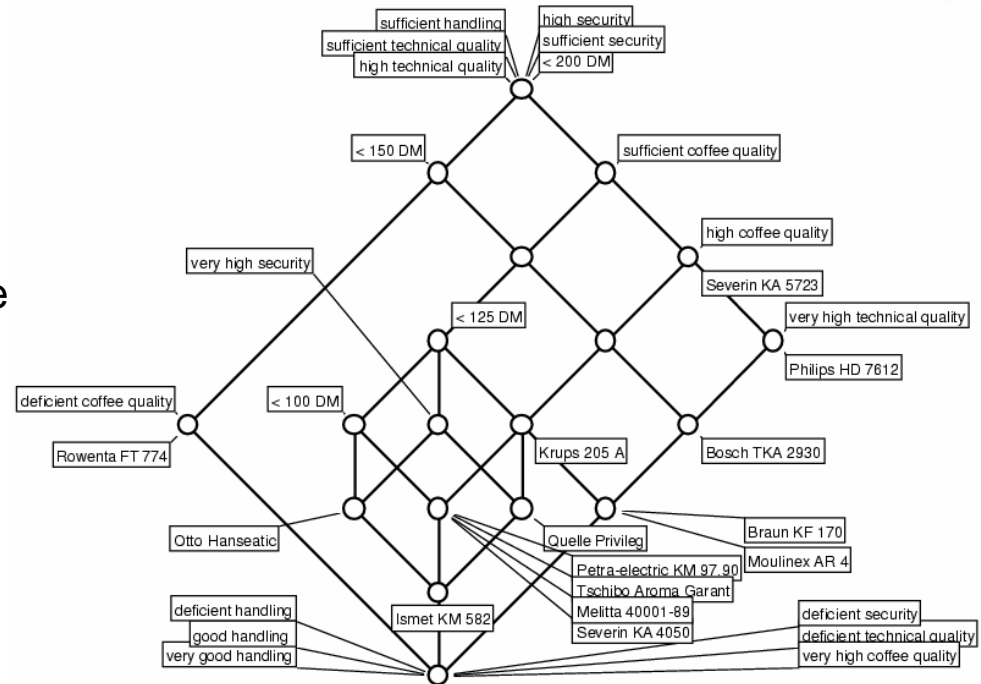 sufficient handling
high security
sufficient technical quality
sufficient security
high technical quality
< 200 DM
< 150 DM
sufficient coffee quality
high coffee quality
very high security
Severin KA 5723
e
< 125 DM
very high technical quality
Philips HD 7612
deficient coffee quality
< 100 DM
Rowenta FT 774
Krups 205 A
Bosch TKA 2930
Otto Hanseatic
Quelle Privileg
Braun KF 170
Moulinex AR 4
Petra-electric KM 97.90
Tschibo Aroma Garant
Melitta 40001-89
Severin KA 4050
Ismet KM 582
deficient handling
good handling
very good handling
deficient security
deficient technical quality
very high coffee quality